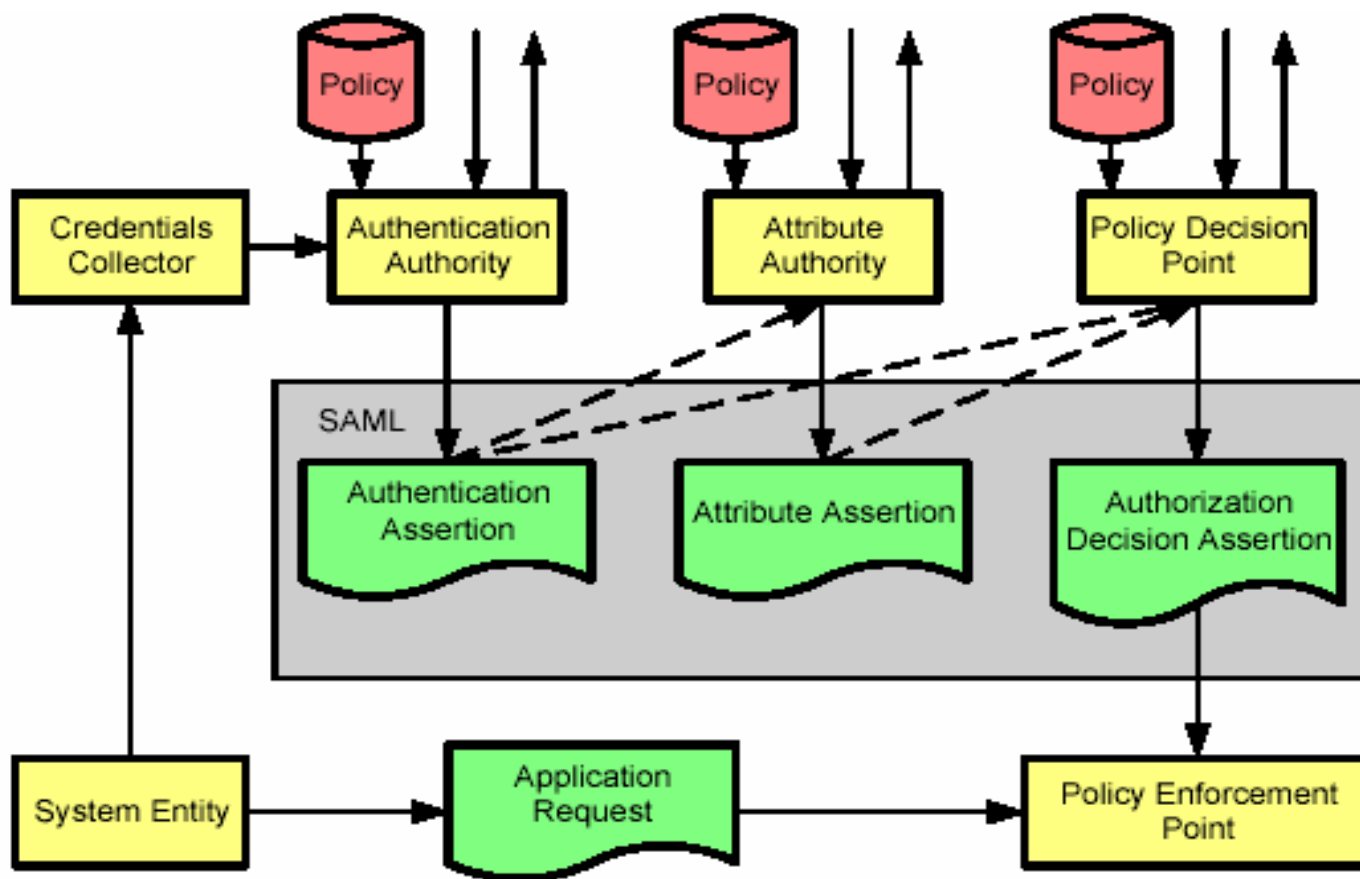 Policy
Policy
Policy
Credentials
Collector
Authentication
Authority
Attribute
Authority
Policy Decision
Point
SAML
Authentication
Assertion
Attribute Assertion
Authorization
Decision Assertion
System Entity
Application
Request
Policy Enforcement
Point